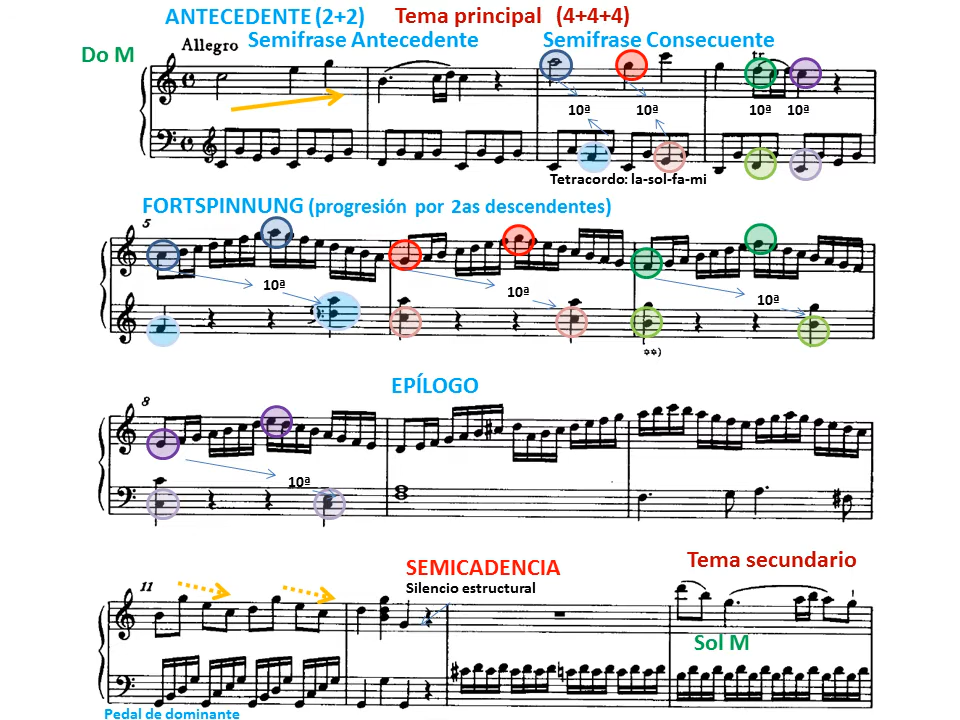 ANTECEDENTE (2+2) Tema principal (4+4+4)
Do M Allegro Semifrase Antecedente Semifrase Consecuente
tr
10ª 10ª 10ª 10ª
Tetracordo: la-sol-fa-mi
FORTSPINNUNG (progresión por 2as descendentes)
5
10ª 10ª 10ª
**)
EPÍLOGO
8
10ª
SEMICADENCIA Tema secundario
11 Silencio estructural
Sol M
Pedal de dominante